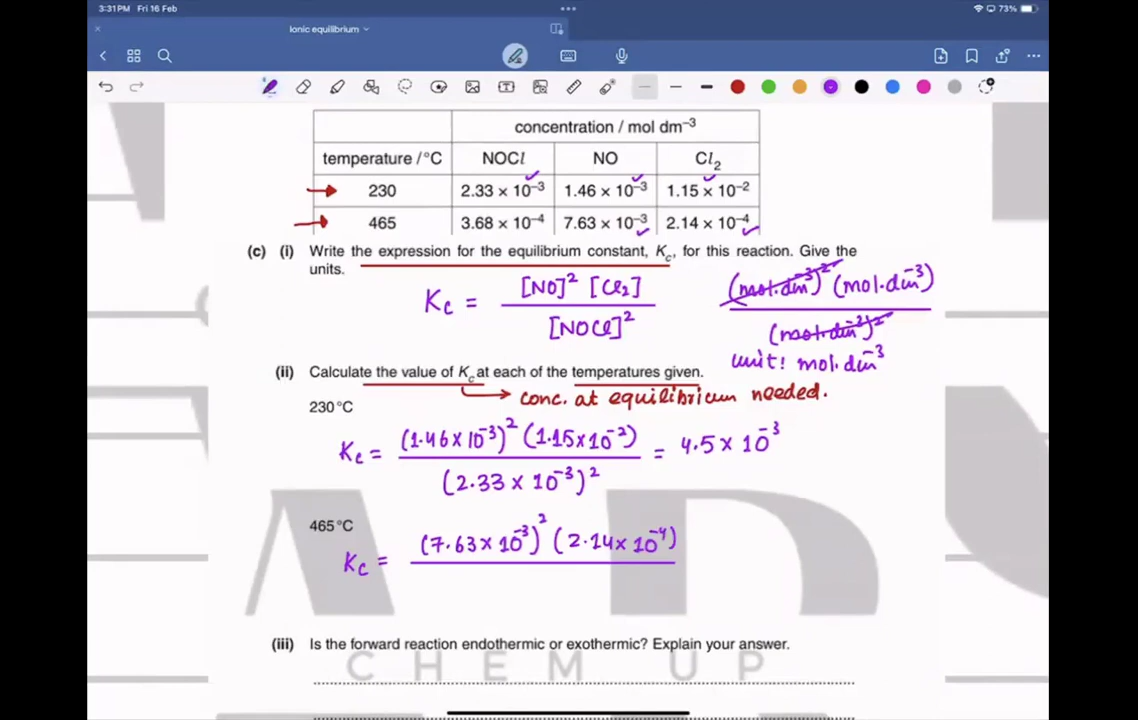 3:31 PM Fri 16 Feb
73%
Ionic equilibrium
concentration / mol dm⁻³
temperature / °C NOCl NO Cl₂
230 2.33 × 10⁻³ 1.46 × 10⁻³ 1.15 × 10⁻²
465 3.68 × 10⁻⁴ 7.63 × 10⁻³ 2.14 × 10⁻⁴
(c) (i) Write the expression for the equilibrium constant, Kc, for this reaction. Give the
units.
Kc = [NO]² [Cl₂] / [NOCl]²
(mol.dm⁻³)² (mol.dm⁻³) / (mol.dm⁻³)²
unit: mol.dm⁻³
(ii) Calculate the value of Kc at each of the temperatures given.
→ conc. at equilibrium needed.
230 °C
Kc = (1.46 × 10⁻³)² (1.15 × 10⁻²) / (2.33 × 10⁻³)² = 4.5 × 10⁻³
465 °C
Kc = (7.63 × 10⁻³)² (2.14 × 10⁻⁴)
(iii) Is the forward reaction endothermic or exothermic? Explain your answer.
CHEM UP